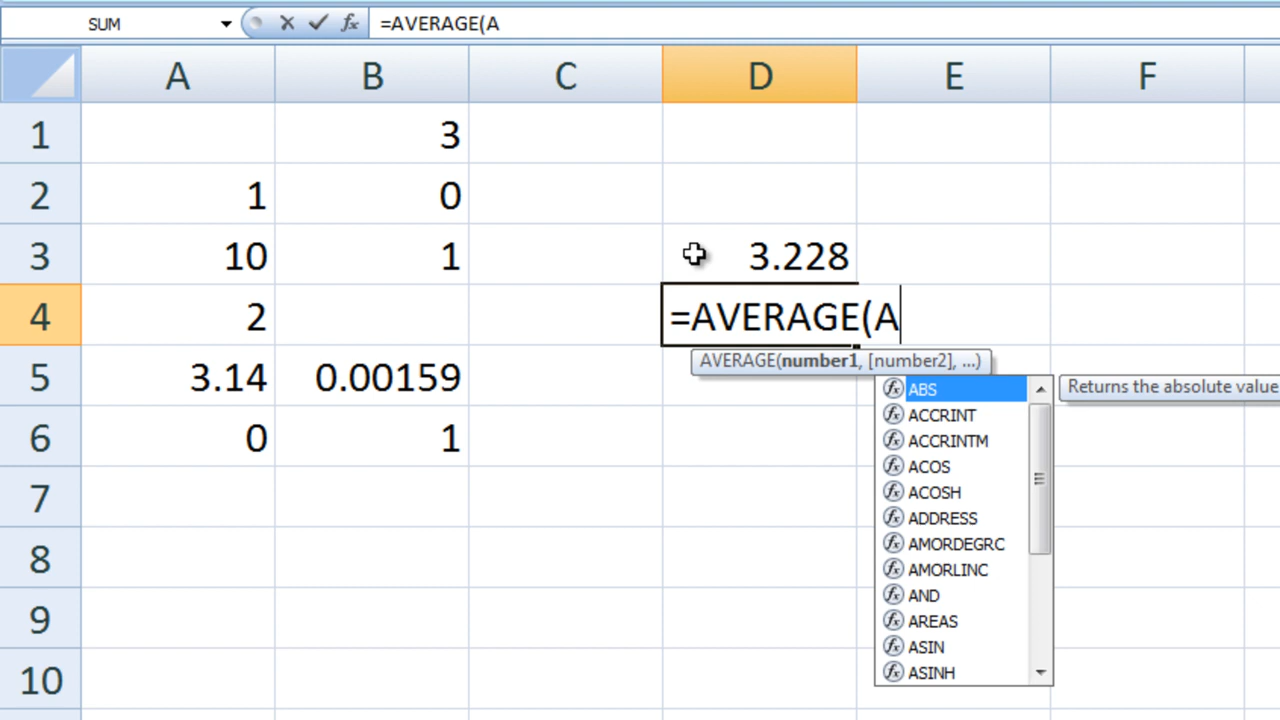 SUM =AVERAGE(A
A B C D E F
1 3
2 1 0
3 10 1 3.228
4 2 =AVERAGE(A
AVERAGE(number1, [number2], ...)
5 3.14 0.00159
ABS Returns the absolute value
ACCRINT
6 0 1
ACCRINTM
ACOS
7 ACOSH
ADDRESS
8 AMORDEGRC
AMORLINC
9 AND
AREAS
ASIN
10 ASINH